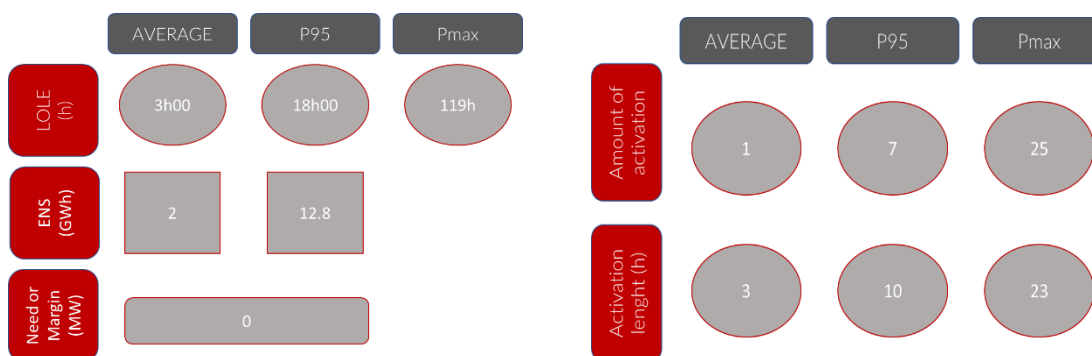 AVERAGE P95 Pmax
LOLE
(h)
3h00 18h00 119h
ENS
(GWh)
2 12.8
Need or
Margin
(MW)
0
AVERAGE P95 Pmax
Amount of
activation
1 7 25
Activation
lenght (h)
3 10 23